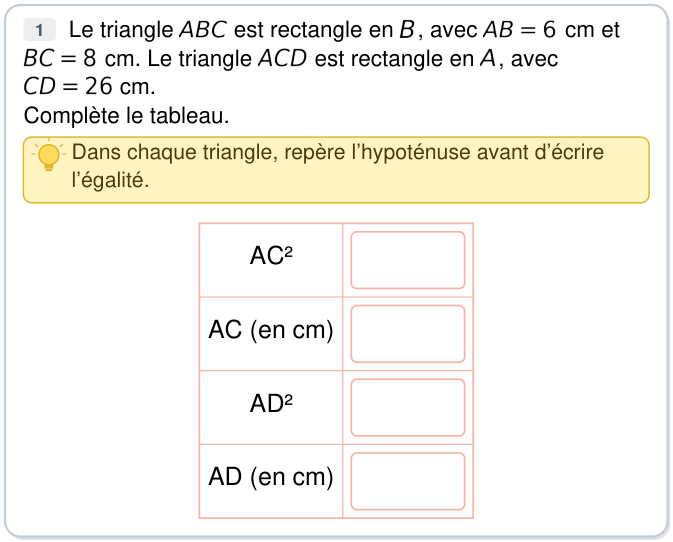 1 Le triangle ABC est rectangle en B, avec AB = 6 cm et
BC = 8 cm. Le triangle ACD est rectangle en A, avec
CD = 26 cm.
Complète le tableau.
Dans chaque triangle, repère l'hypoténuse avant d'écrire
l'égalité.
AC²
AC (en cm)
AD²
AD (en cm)